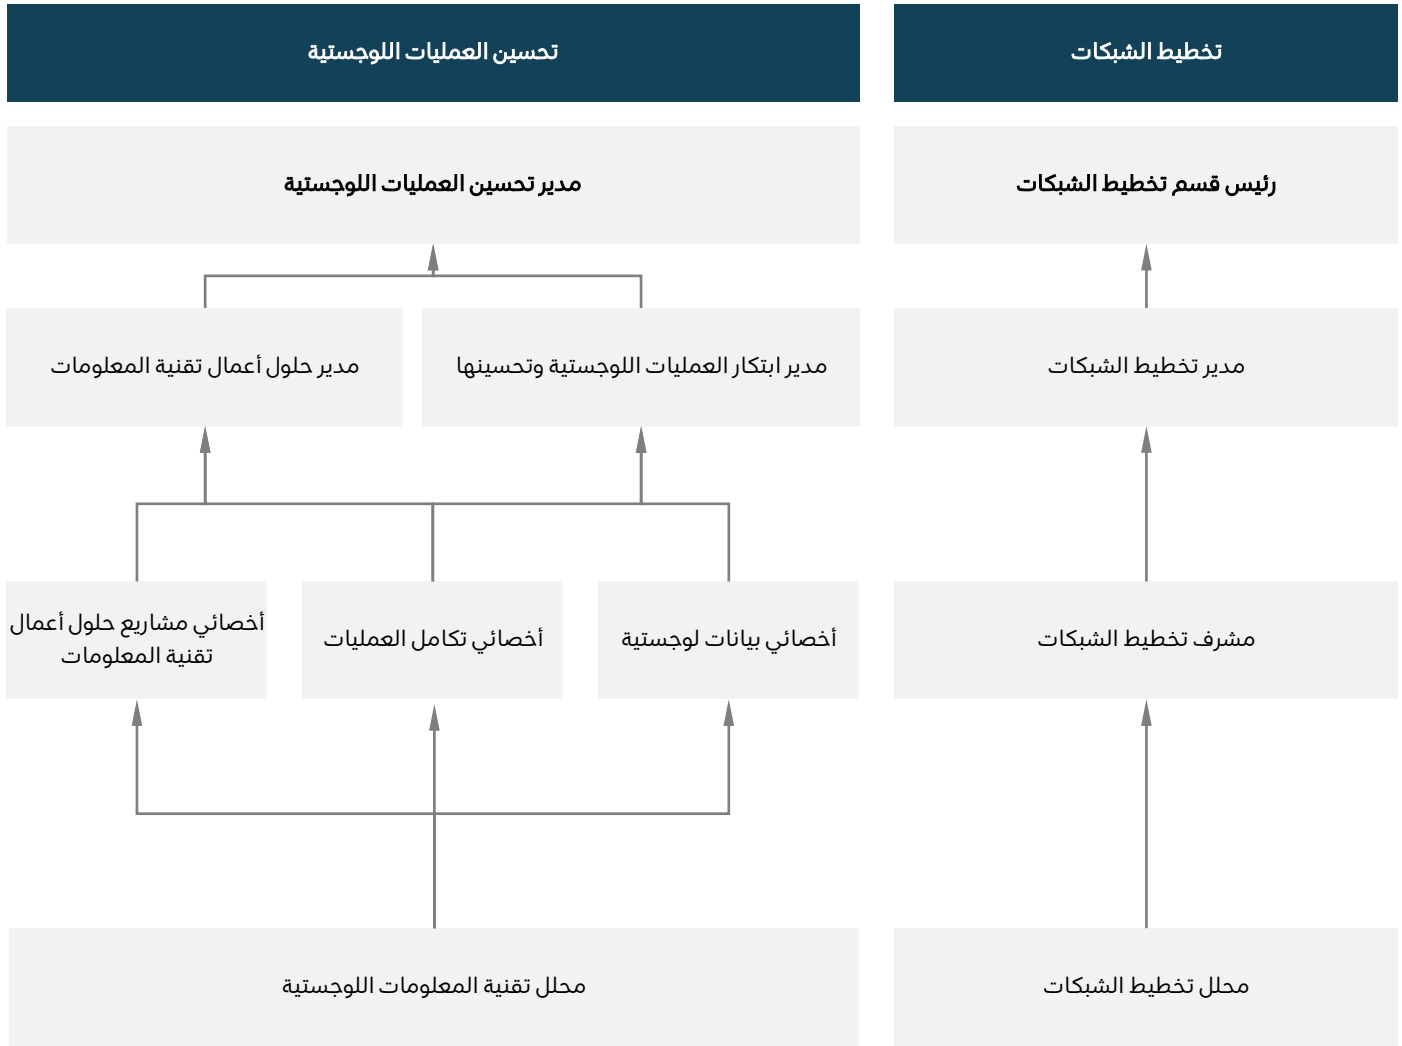 تخطيط الشبكات
تحسين العمليات اللوجستية
رئيس قسم تخطيط الشبكات
مدير تحسين العمليات اللوجستية
مدير تخطيط الشبكات
مدير ابتكار العمليات اللوجستية وتحسينها
مدير حلول أعمال تقنية المعلومات
مشرف تخطيط الشبكات
أخصائي بيانات لوجستية
أخصائي تكامل العمليات
أخصائي مشاريع حلول أعمال
تقنية المعلومات
محلل تخطيط الشبكات
محلل تقنية المعلومات اللوجستية